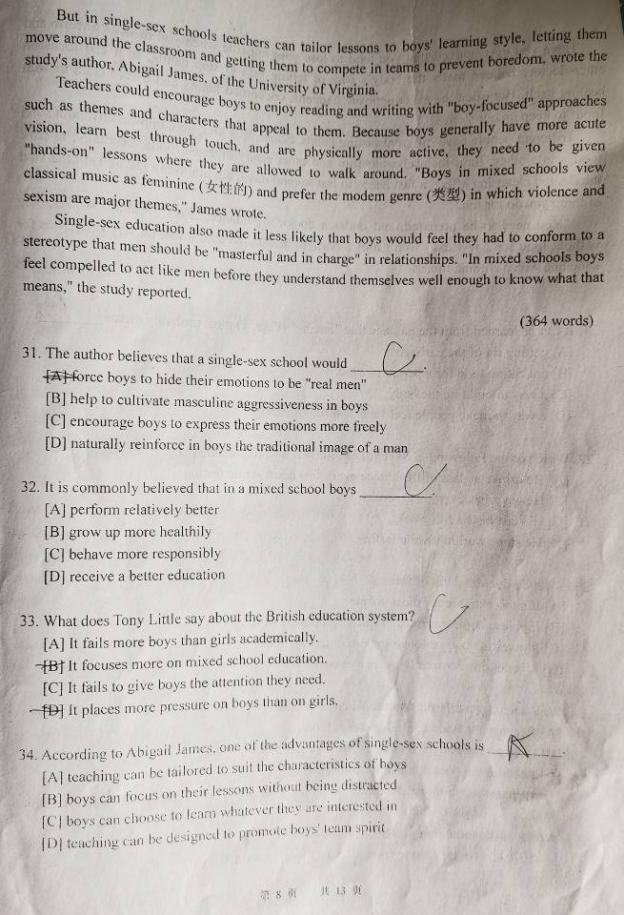 But in single-sex schools teachers can tailor lessons to boys' learning style, letting them
move around the classroom and getting them to compete in teams to prevent boredom, wrote the
study's author, Abigail James, of the University of Virginia.
Teachers could encourage boys to enjoy reading and writing with "boy-focused" approaches
such as themes and characters that appeal to them. Because boys generally have more acute
vision, learn best through touch, and are physically more active, they need to be given
"hands-on" lessons where they are allowed to walk around. "Boys in mixed schools view
classical music as feminine (女性的) and prefer the modem genre (类型) in which violence and
sexism are major themes," James wrote.
Single-sex education also made it less likely that boys would feel they had to conform to a
stereotype that men should be "masterful and in charge" in relationships. "In mixed schools boys
feel compelled to act like men before they understand themselves well enough to know what that
means," the study reported.
(364 words)
31. The author believes that a single-sex school would C.
[A] force boys to hide their emotions to be "real men"
[B] help to cultivate masculine aggressiveness in boys
[C] encourage boys to express their emotions more freely
[D] naturally reinforce in boys the traditional image of a man
32. It is commonly believed that in a mixed school boys C.
[A] perform relatively better
[B] grow up more healthily
[C] behave more responsibly
[D] receive a better education
33. What does Tony Little say about the British education system? C
[A] It fails more boys than girls academically.
[B] It focuses more on mixed school education.
[C] It fails to give boys the attention they need.
[D] It places more pressure on boys than on girls.
34. According to Abigail James, one of the advantages of single-sex schools is A.
[A] teaching can be tailored to suit the characteristics of boys
[B] boys can focus on their lessons without being distracted
[C] boys can choose to learn whatever they are interested in
[D] teaching can be designed to promote boys' team spirit
第 8 页 共 13 页